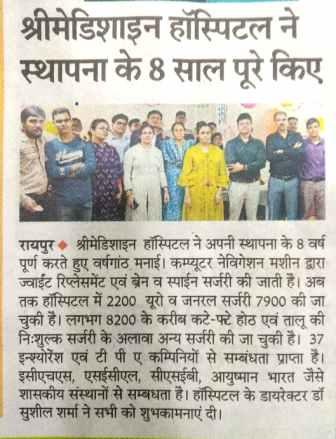 श्रीमेडिशाइन हॉस्पिटल ने
स्थापना के 8 साल पूरे किए
रायपुर ◆ श्रीमेडिशाइन हॉस्पिटल ने अपनी स्थापना के 8 वर्ष
पूर्ण करते हुए वर्षगांठ मनाई। कम्प्यूटर नेविगेशन मशीन द्वारा
ज्वाईंट रिप्लेसमेंट एवं ब्रेन व स्पाईन सर्जरी की जाती है। अब
तक हॉस्पिटल में 2200 यूरो व जनरल सर्जरी 7900 की जा
चुकी है। लगभग 8200 के करीब कटे-फ्टे होठ एवं तालू की
निःशुल्क सर्जरी के अलावा अन्य सर्जरी की जा चुकी है। 37
इन्श्योरेंश एवं टी पी ए कम्पिनियों से सम्बधंता प्राप्त है।
इसीएचएस, एसईसीएल, सीएसईबी, आयुष्मान भारत जैसे
शासकीय संस्थानों से सम्बधता है। हॉस्पिटल के डायरेक्टर डॉ
सुशील शर्मा ने सभी को शुभकामनाएं दी।